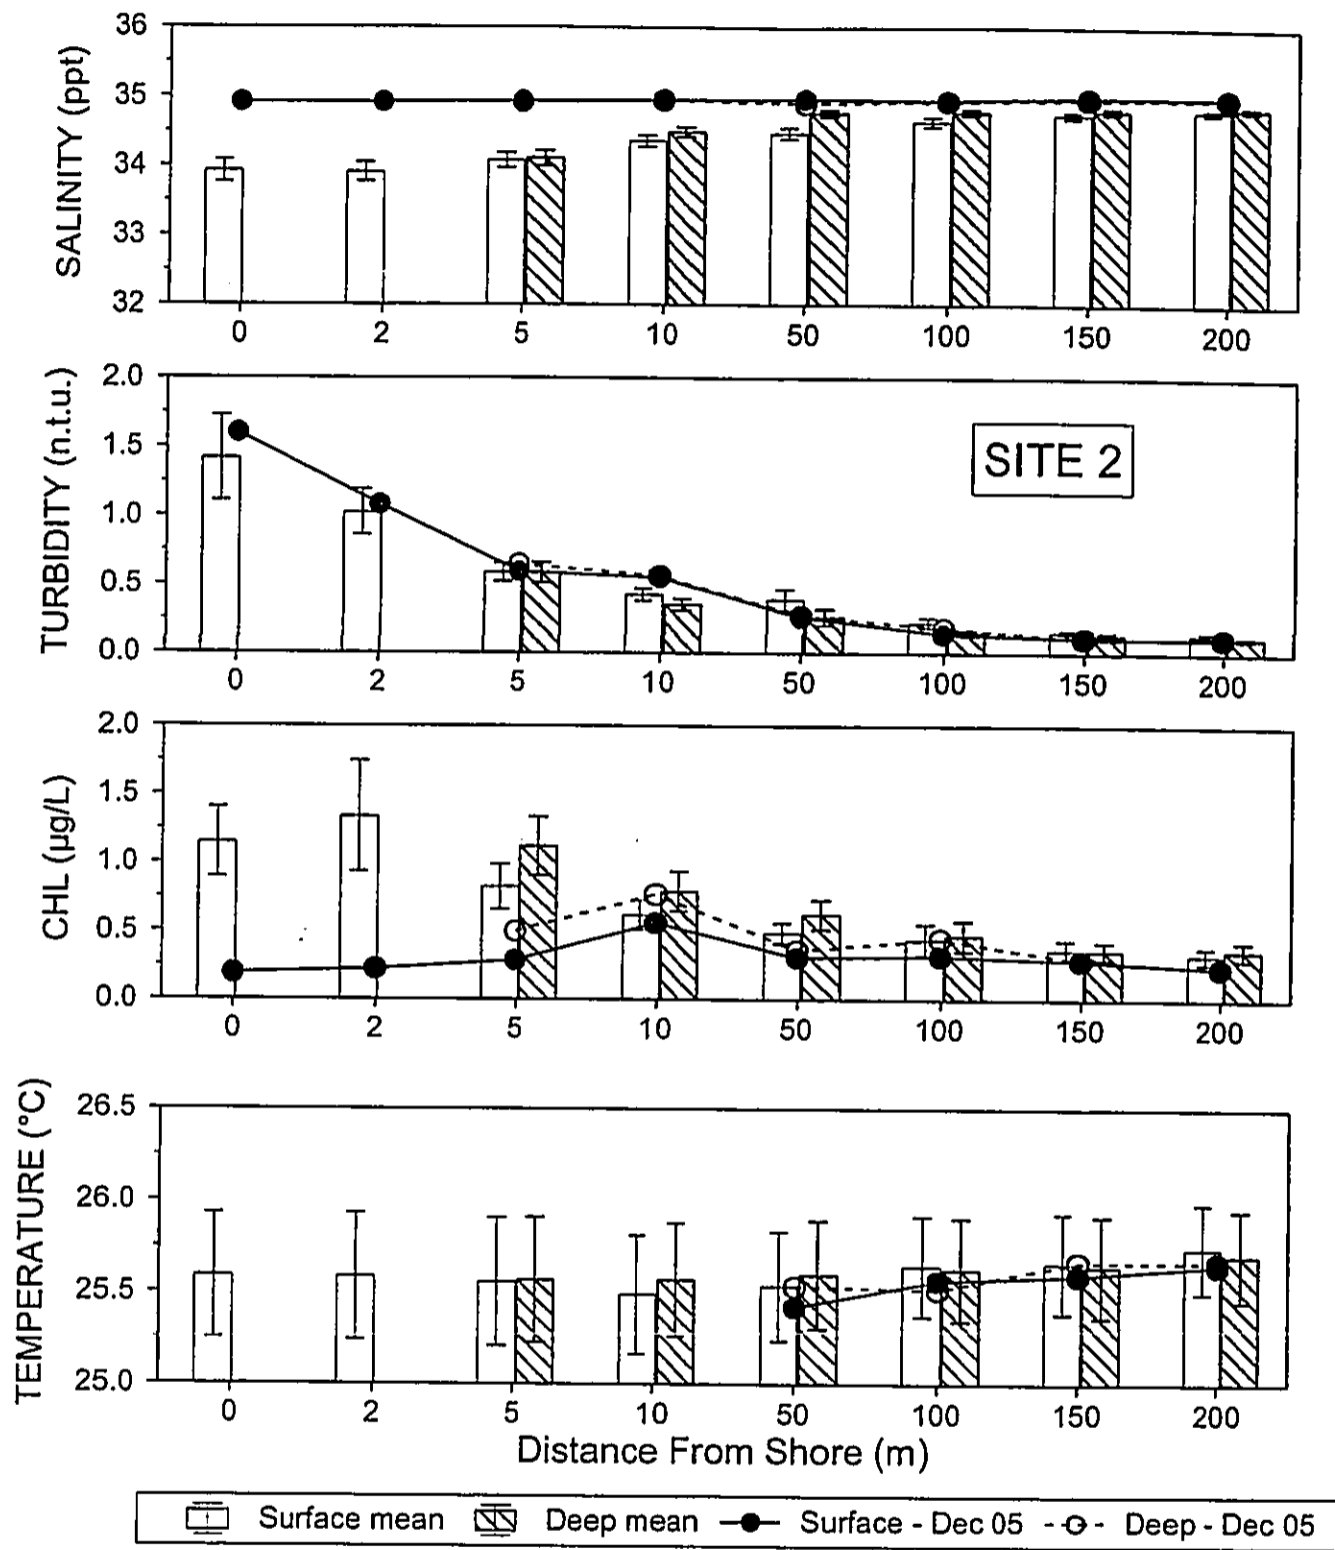 36
35
34
33
32
SALINITY (ppt)
0 2 5 10 50 100 150 200
2.0
1.5
1.0
0.5
0.0
TURBIDITY (n.t.u.)
SITE 2
0 2 5 10 50 100 150 200
2.0
1.5
1.0
0.5
0.0
CHL (µg/L)
0 2 5 10 50 100 150 200
26.5
26.0
25.5
25.0
TEMPERATURE (°C)
0 2 5 10 50 100 150 200
Distance From Shore (m)
Surface mean Deep mean Surface - Dec 05 Deep - Dec 05